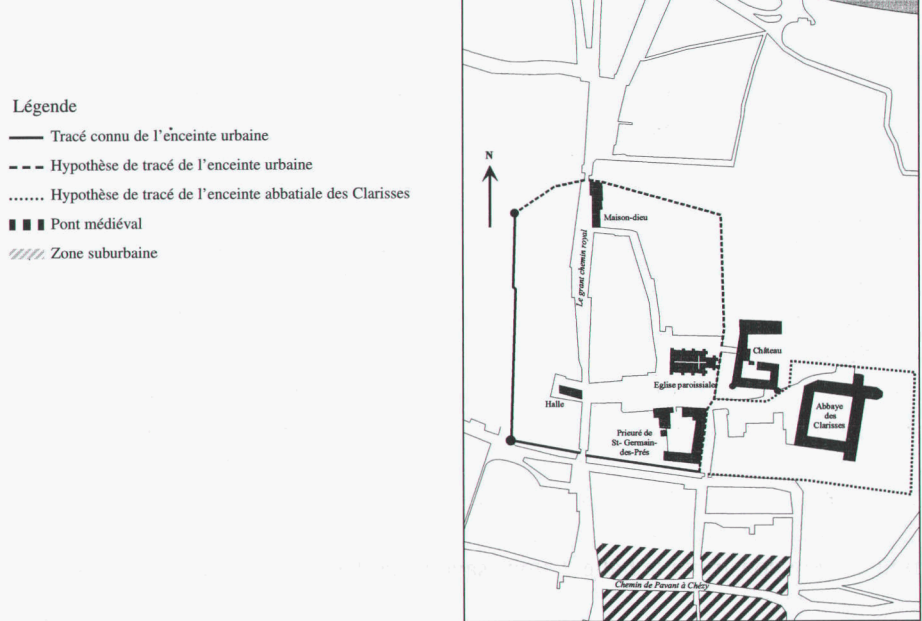 Légende
Tracé connu de l'enceinte urbaine
Hypothèse de tracé de l'enceinte urbaine
Hypothèse de tracé de l'enceinte abbatiale des Clarisses
Pont médiéval
Zone suburbaine
N
Maison-dieu
Le grant chemin royal
Château
Eglise paroissiale
Halle
Abbaye
des
Clarisses
Prieuré de
St- Germain-
des-Prés
Chemin de Pavant à Chézy